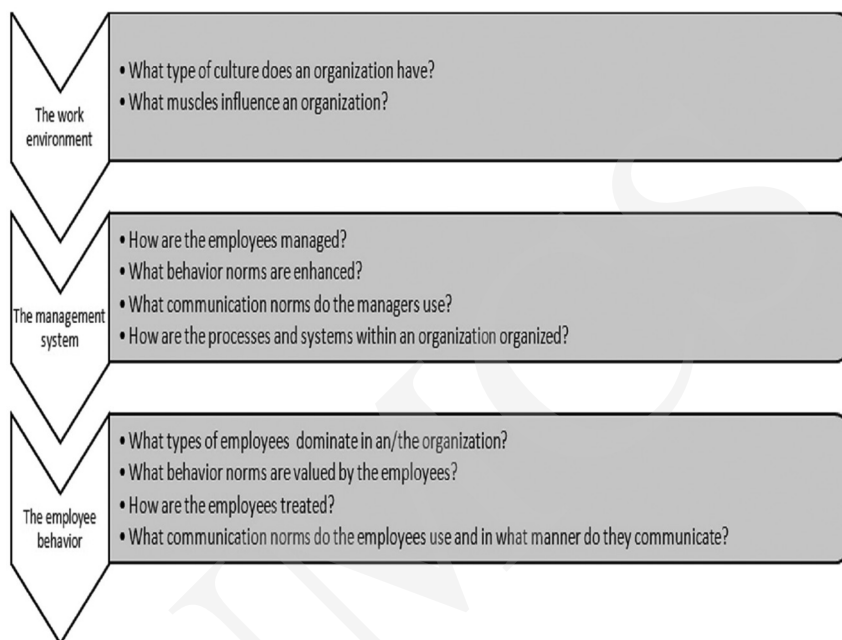 The work
environment
• What type of culture does an organization have?
• What muscles influence an organization?
The management
system
• How are the employees managed?
• What behavior norms are enhanced?
• What communication norms do the managers use?
• How are the processes and systems within an organization organized?
The employee
behavior
• What types of employees dominate in an/the organization?
• What behavior norms are valued by the employees?
• How are the employees treated?
• What communication norms do the employees use and in what manner do they communicate?